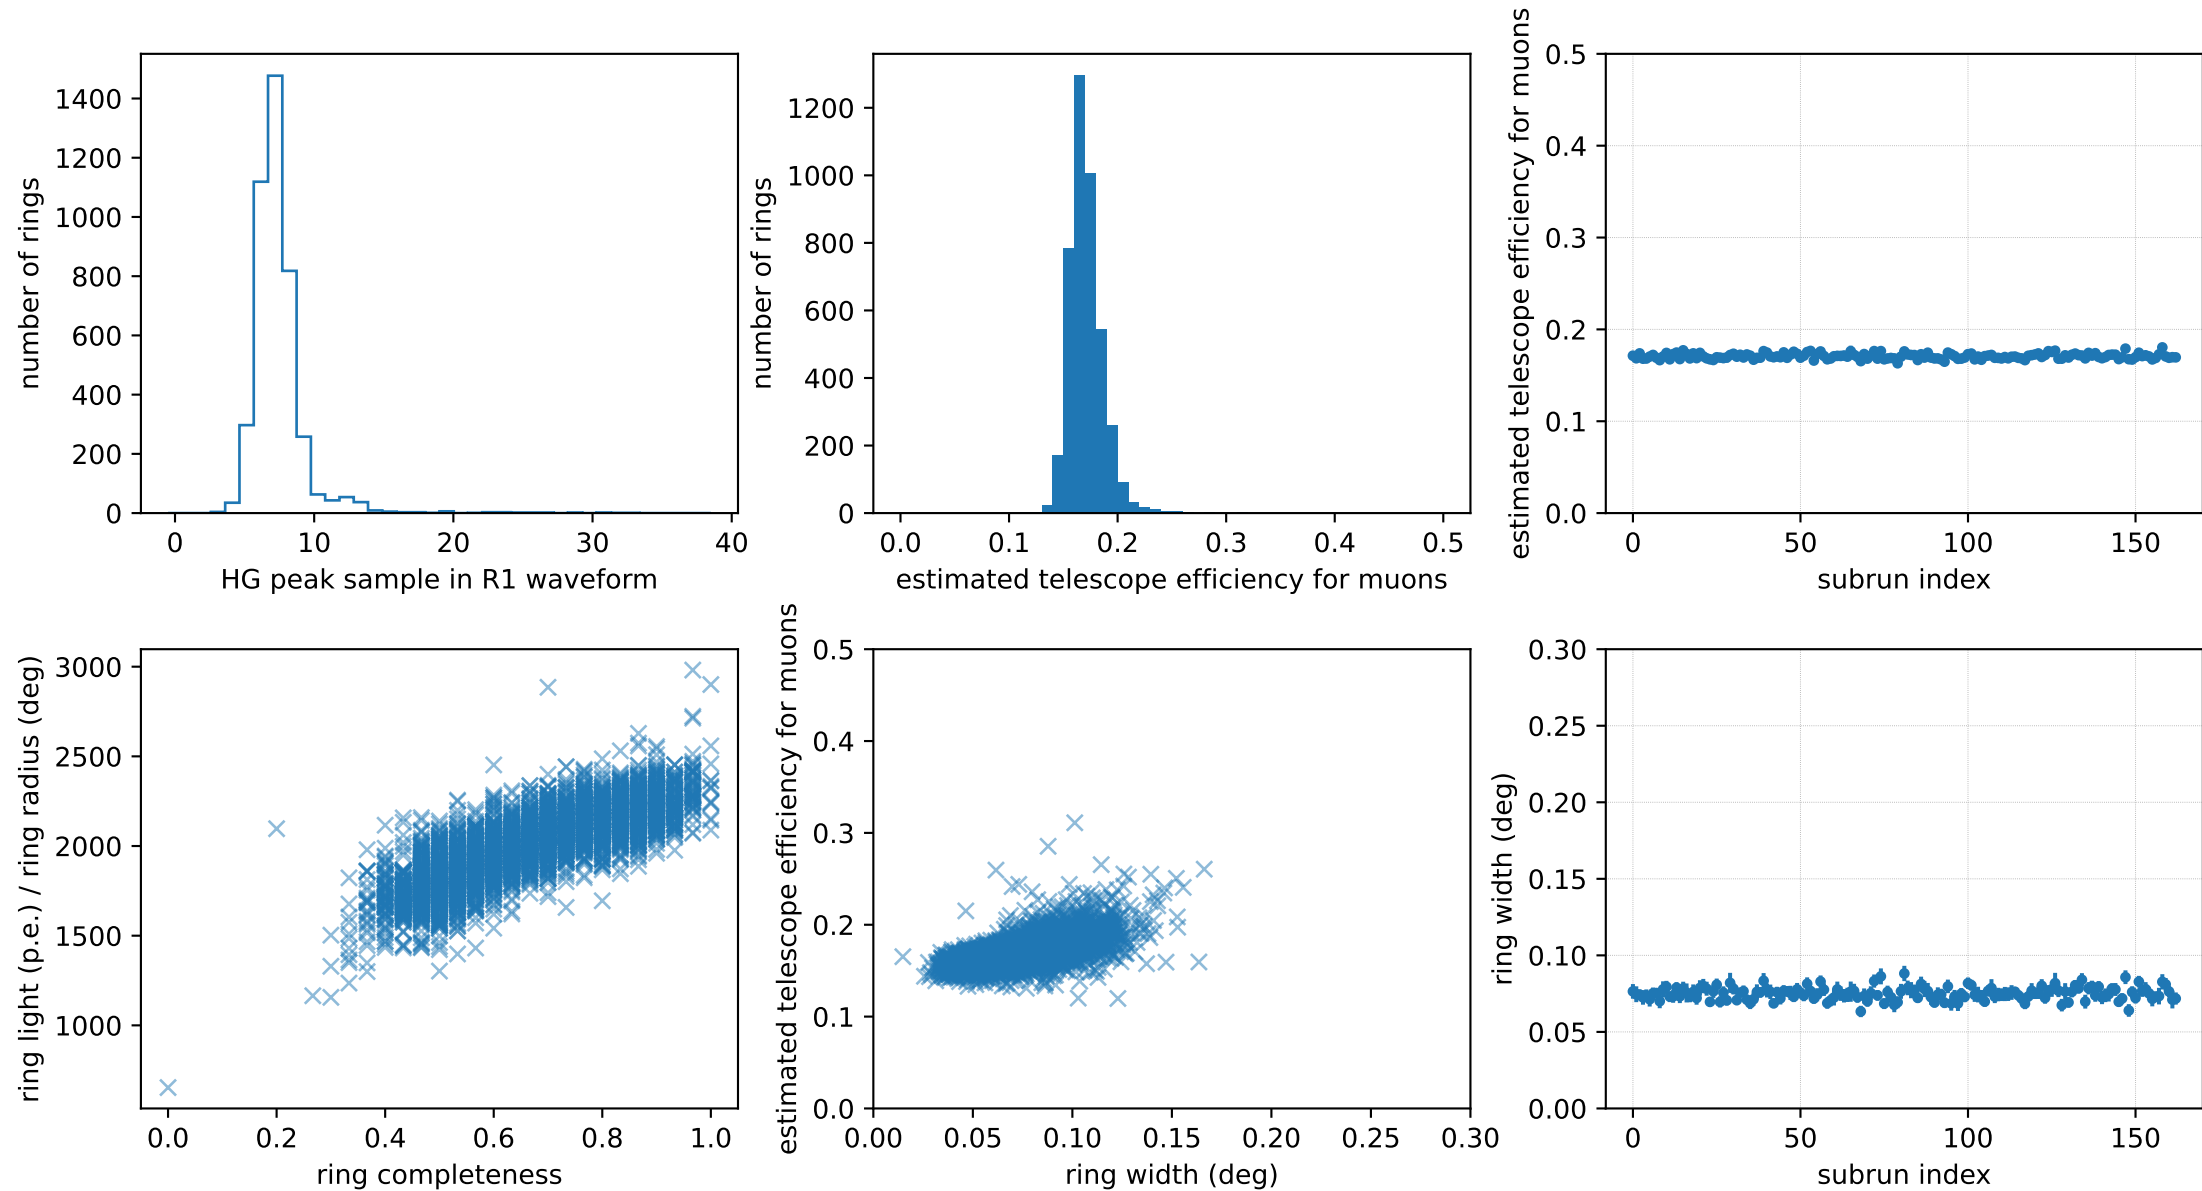 number of rings
1400
1200
1000
800
600
400
200
0
0 10 20 30 40
HG peak sample in R1 waveform
number of rings
1200
1000
800
600
400
200
0
0.0 0.1 0.2 0.3 0.4 0.5
estimated telescope efficiency for muons
estimated telescope efficiency for muons
0.5
0.4
0.3
0.2
0.1
0.0
0 50 100 150
subrun index
ring light (p.e.) / ring radius (deg)
3000
2500
2000
1500
1000
0.0 0.2 0.4 0.6 0.8 1.0
ring completeness
estimated telescope efficiency for muons
0.5
0.4
0.3
0.2
0.1
0.0
0.00 0.05 0.10 0.15 0.20 0.25 0.30
ring width (deg)
ring width (deg)
0.30
0.25
0.20
0.15
0.10
0.05
0.00
0 50 100 150
subrun index